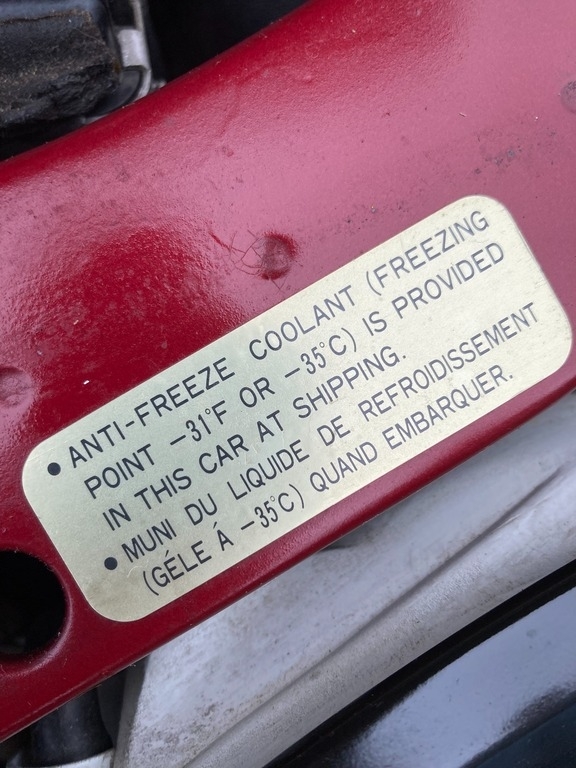 • ANTI-FREEZE COOLANT (FREEZING
POINT -31°F OR -35°C) IS PROVIDED
IN THIS CAR AT SHIPPING.
• MUNI DU LIQUIDE DE REFROIDISSEMENT
(GÉLE Á -35°C) QUAND EMBARQUER.